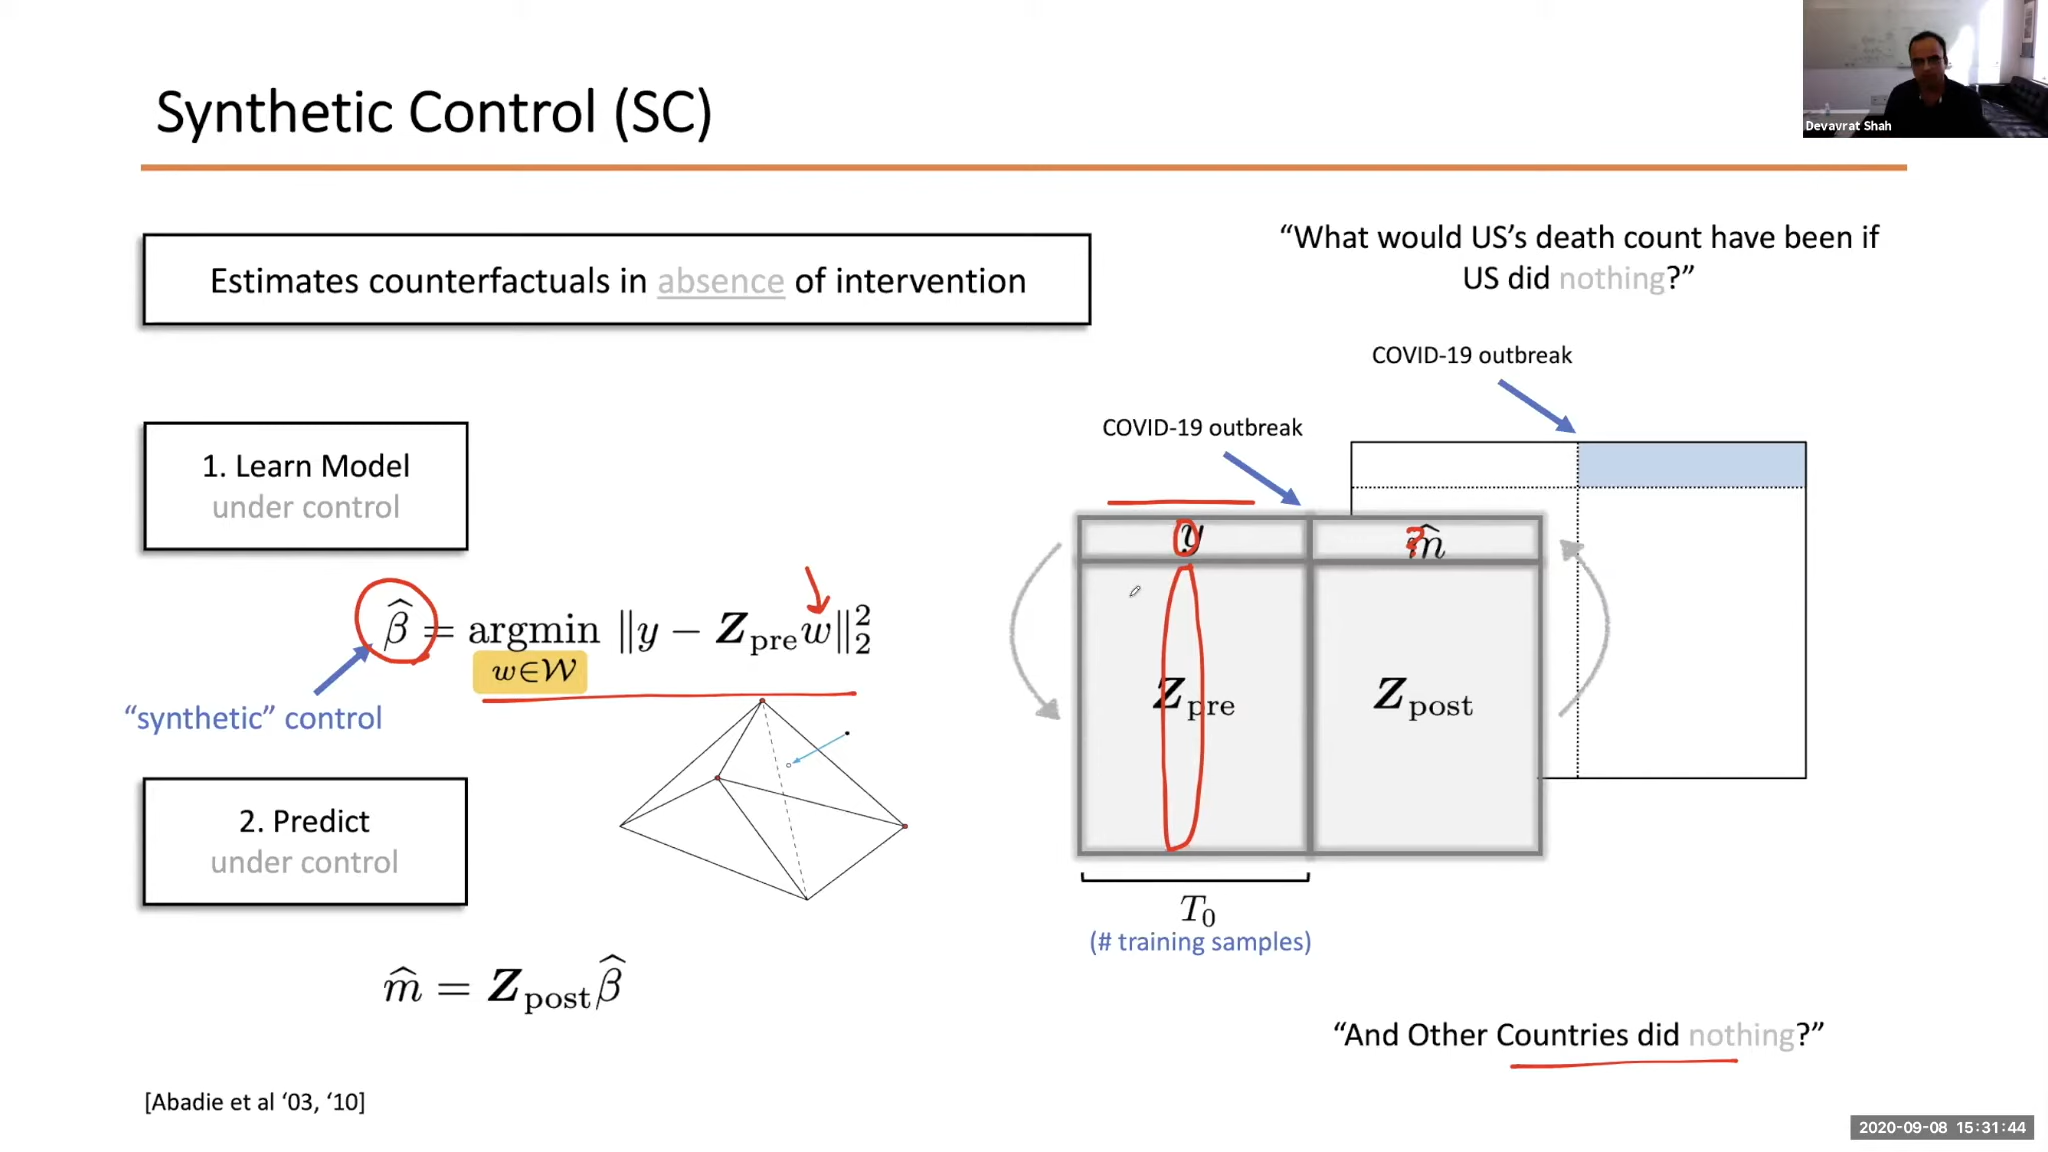 Devavrat Shah
Synthetic Control (SC)
Estimates counterfactuals in absence of intervention
“What would US’s death count have been if
US did nothing?”
COVID-19 outbreak
COVID-19 outbreak
1. Learn Model
under control
β̂ = argmin ‖y − Z_pre w‖₂²
w∈𝒲
“synthetic” control
y
? m̂
Z_pre
Z_post
2. Predict
under control
T₀
(# training samples)
m̂ = Z_post β̂
“And Other Countries did nothing?”
[Abadie et al ‘03, ‘10]
2020-09-08 15:31:44